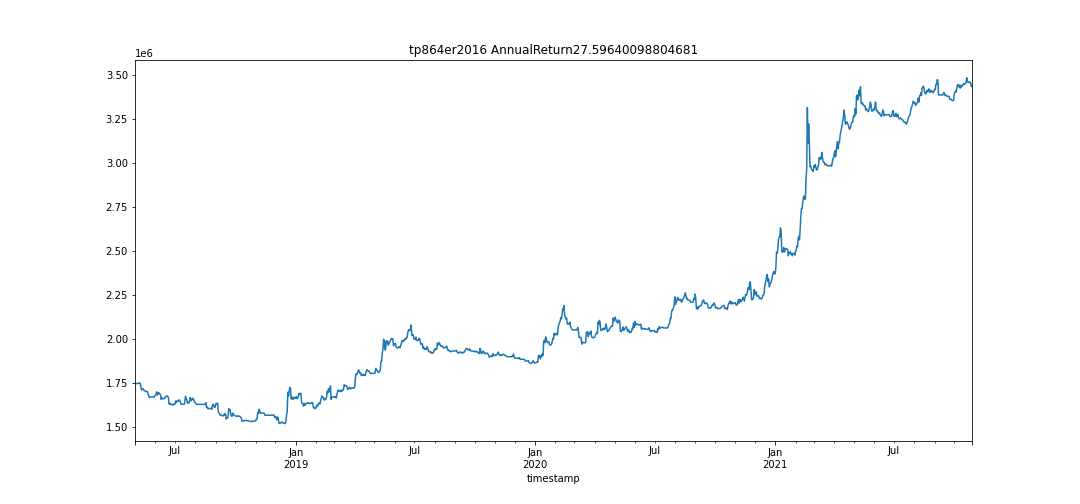 tp864er2016 AnnualReturn27.59640098804681
1e6
3.50
3.25
3.00
2.75
2.50
2.25
2.00
1.75
1.50
Jul
Jan
2019
Jul
Jan
2020
Jul
Jan
2021
Jul
timestamp